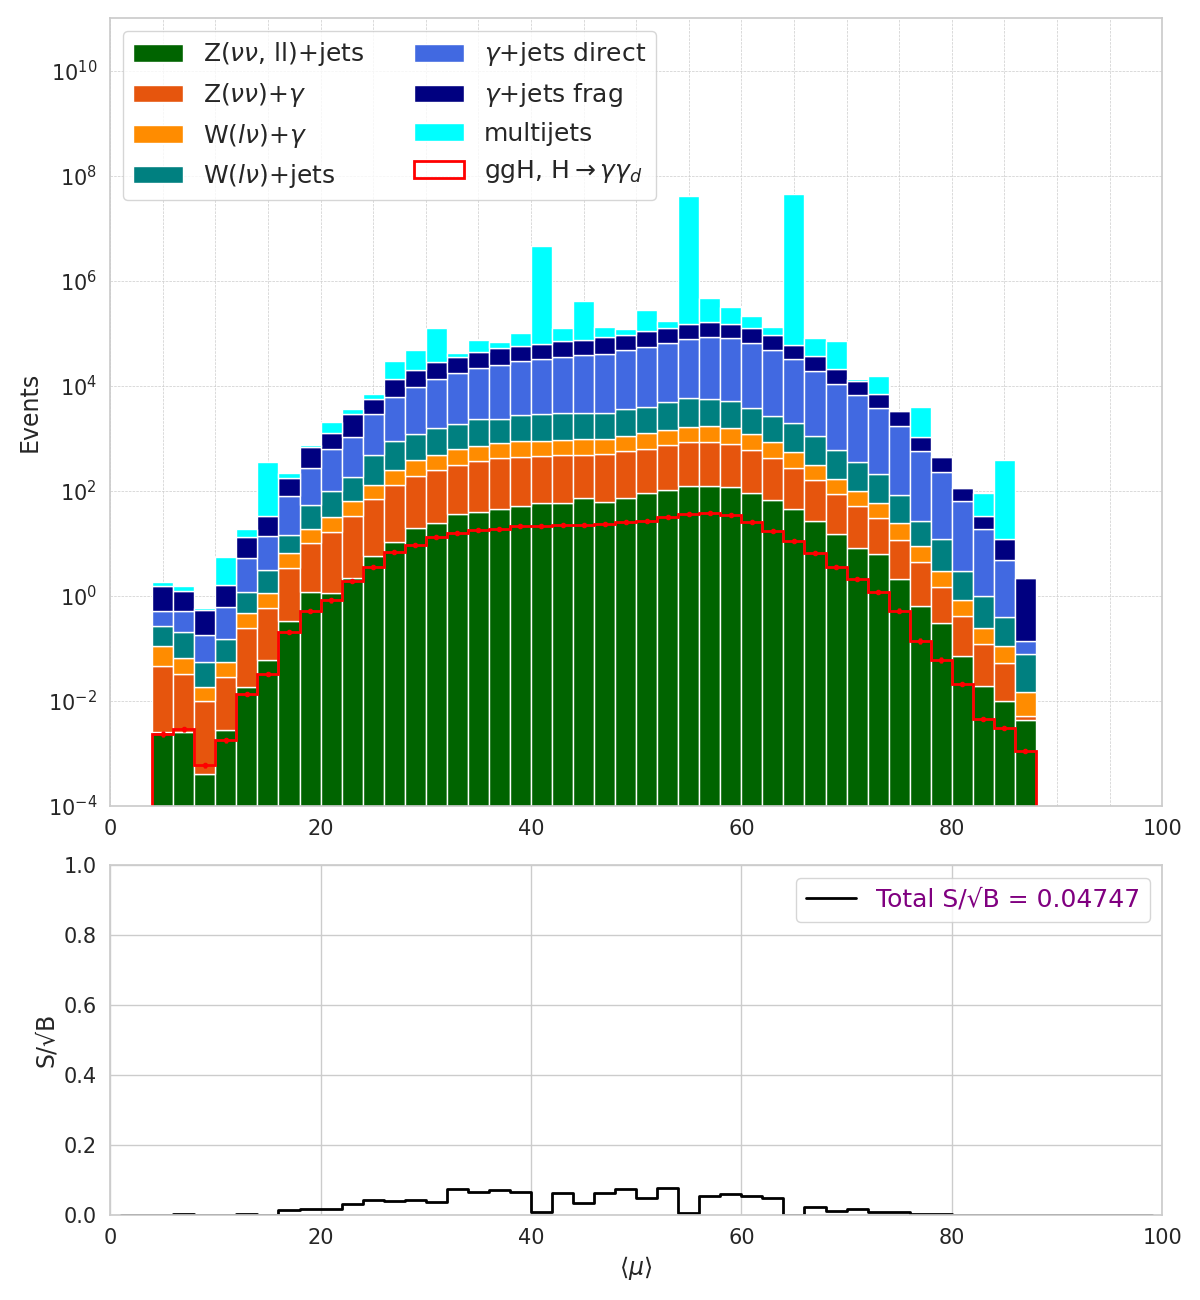 Z(νν, ll)+jets
Z(νν)+γ
W(lν)+γ
W(lν)+jets
γ+jets direct
γ+jets frag
multijets
ggH, H→γγ_d
Events
10^10
10^8
10^6
10^4
10^2
10^0
10^−2
10^−4
0 20 40 60 80 100
Total S/√B = 0.04747
S/√B
1.0
0.8
0.6
0.4
0.2
0.0
0 20 40 60 80 100
⟨μ⟩